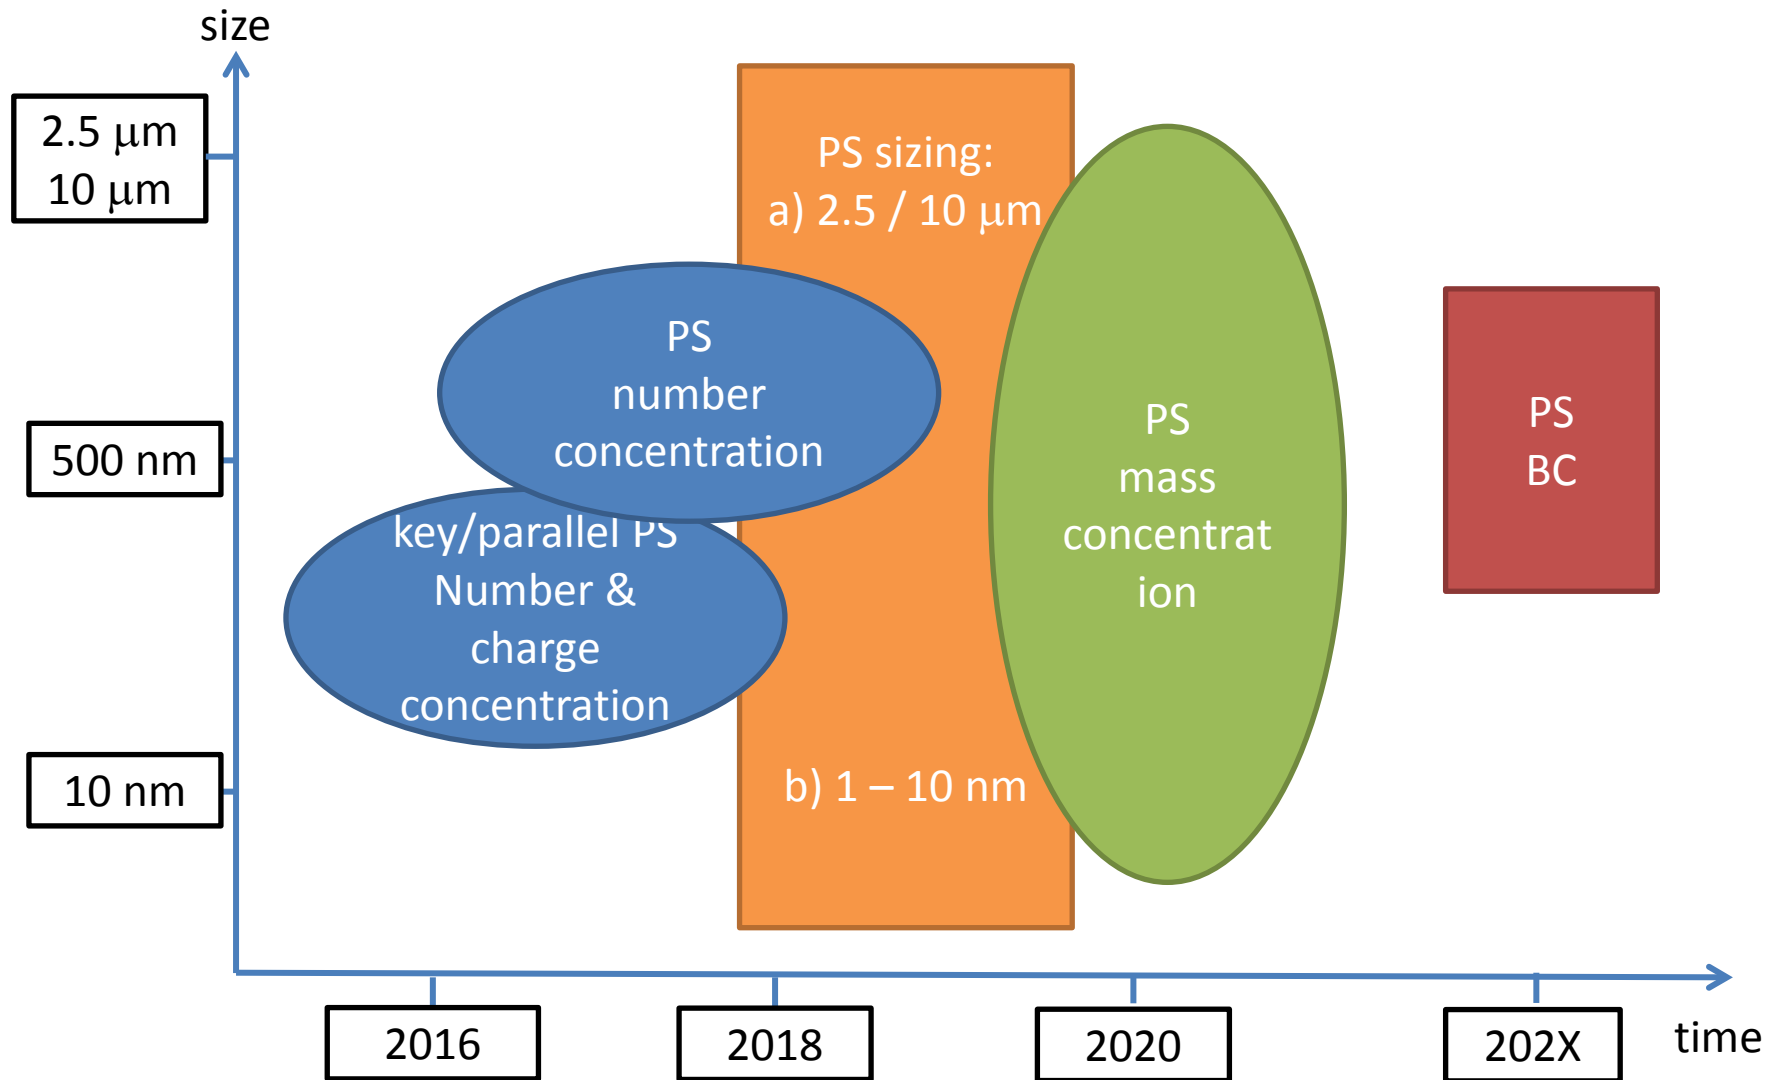 size
2.5 μm
10 μm
500 nm
10 nm
PS sizing:
a) 2.5 / 10 μm
b) 1 – 10 nm
PS
number
concentration
key/parallel PS
Number &
charge
concentration
PS
mass
concentrat
ion
PS
BC
2016
2018
2020
202X
time